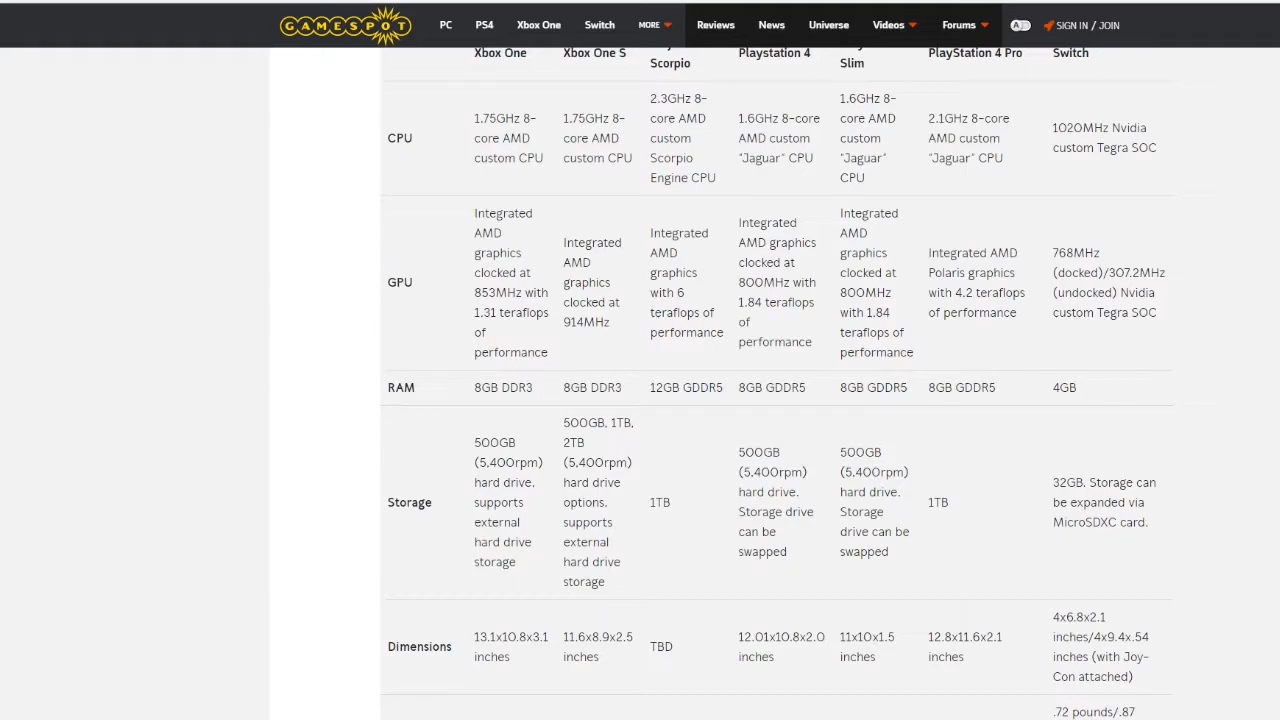 GAMESPOT PC PS4 Xbox One Switch MORE Reviews News Universe Videos Forums SIGN IN / JOIN
Xbox One
Xbox One S
Scorpio
Playstation 4
Slim
PlayStation 4 Pro
Switch
CPU
1.75GHz 8-
core AMD
custom CPU
1.75GHz 8-
core AMD
custom CPU
2.3GHz 8-
core AMD
custom
Scorpio
Engine CPU
1.6GHz 8-core
AMD custom
"Jaguar" CPU
1.6GHz 8-
core AMD
custom
"Jaguar"
CPU
2.1GHz 8-core
AMD custom
"Jaguar" CPU
1020MHz Nvidia
custom Tegra SOC
GPU
Integrated
AMD
graphics
clocked at
853MHz with
1.31 teraflops
of
performance
Integrated
AMD
graphics
clocked at
914MHz
Integrated
AMD
graphics
with 6
teraflops of
performance
Integrated
AMD graphics
clocked at
800MHz with
1.84 teraflops
of
performance
Integrated
AMD
graphics
clocked at
800MHz
with 1.84
teraflops of
performance
Integrated AMD
Polaris graphics
with 4.2 teraflops
of performance
768MHz
(docked)/307.2MHz
(undocked) Nvidia
custom Tegra SOC
RAM
8GB DDR3
8GB DDR3
12GB GDDR5
8GB GDDR5
8GB GDDR5
8GB GDDR5
4GB
Storage
500GB
(5,400rpm)
hard drive.
supports
external
hard drive
storage
500GB, 1TB,
2TB
(5,400rpm)
hard drive
options.
supports
external
hard drive
storage
1TB
500GB
(5,400rpm)
hard drive.
Storage drive
can be
swapped
500GB
(5,400rpm)
hard drive.
Storage
drive can be
swapped
1TB
32GB. Storage can
be expanded via
MicroSDXC card.
Dimensions
13.1x10.8x3.1
inches
11.6x8.9x2.5
inches
TBD
12.01x10.8x2.0
inches
11x10x1.5
inches
12.8x11.6x2.1
inches
4x6.8x2.1
inches/4x9.4x.54
inches (with Joy-
Con attached)
.72 pounds/.87